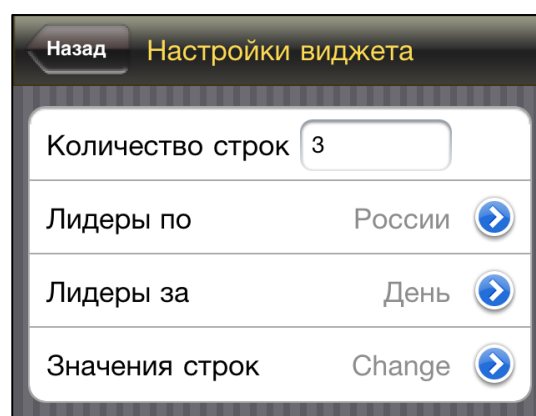 Назад Настройки виджета
Количество строк 3
Лидеры по России
Лидеры за День
Значения строк Change